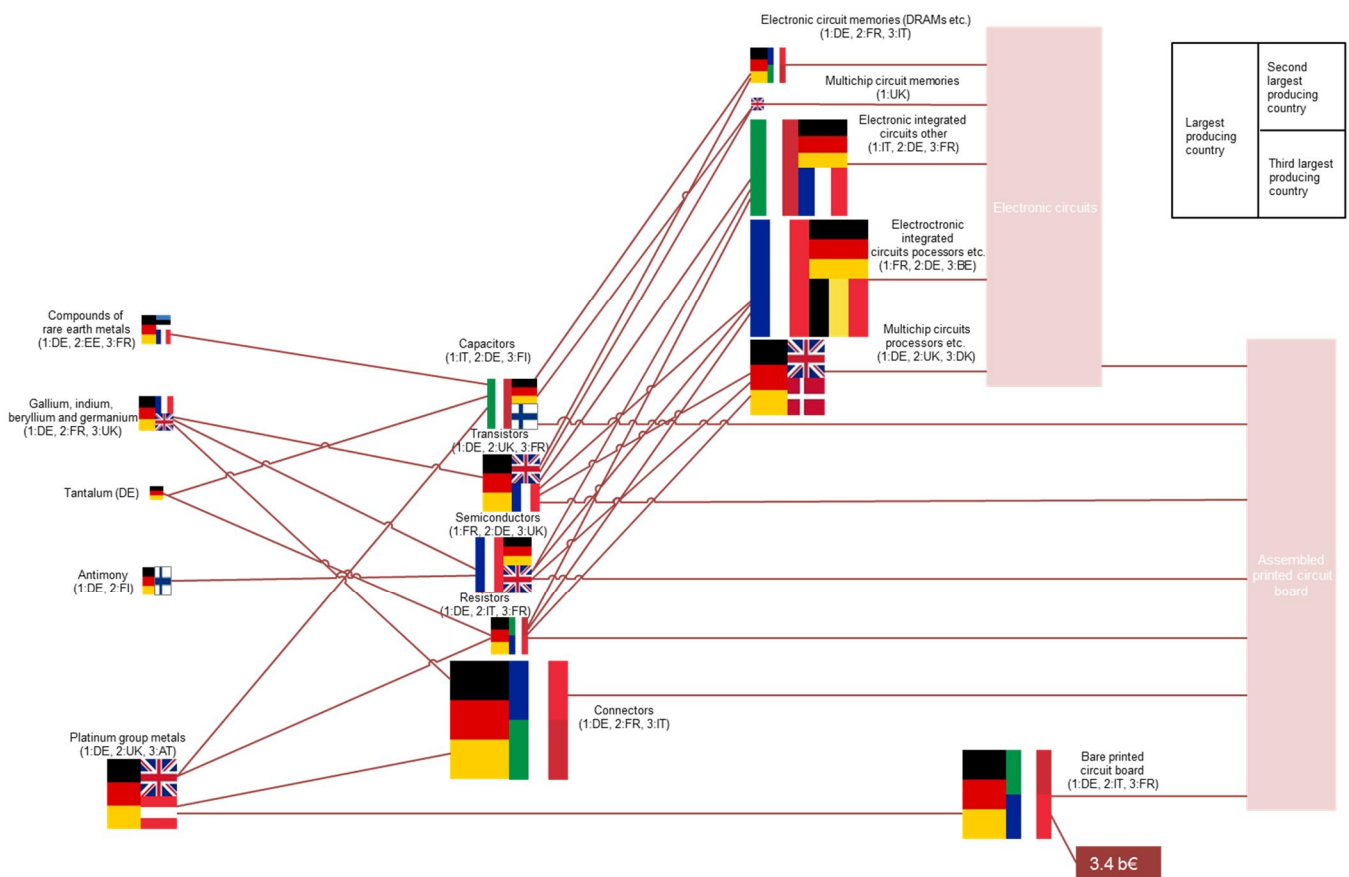 Electronic circuit memories (DRAMs etc.)
(1:DE, 2:FR, 3:IT)
Multichip circuit memories
(1:UK)
Electronic integrated
circuits other
(1:IT, 2:DE, 3:FR)
Electroctronic
integrated
circuits pocessors etc.
(1:FR, 2:DE, 3:BE)
Multichip circuits
processors etc.
(1:DE, 2:UK, 3:DK)
Electronic circuits
Largest
producing
country
Second
largest
producing
country
Third largest
producing
country
Compounds of
rare earth metals
(1:DE, 2:EE, 3:FR)
Gallium, indium,
beryllium and germanium
(1:DE, 2:FR, 3:UK)
Tantalum (DE)
Antimony
(1:DE, 2:FI)
Platinum group metals
(1:DE, 2:UK, 3:AT)
Capacitors
(1:IT, 2:DE, 3:FI)
Transistors
(1:DE, 2:UK, 3:FR)
Semiconductors
(1:FR, 2:DE, 3:UK)
Resistors
(1:DE, 2:IT, 3:FR)
Connectors
(1:DE, 2:FR, 3:IT)
Bare printed
circuit board
(1:DE, 2:IT, 3:FR)
Assembled
printed circuit
board
3.4 b€